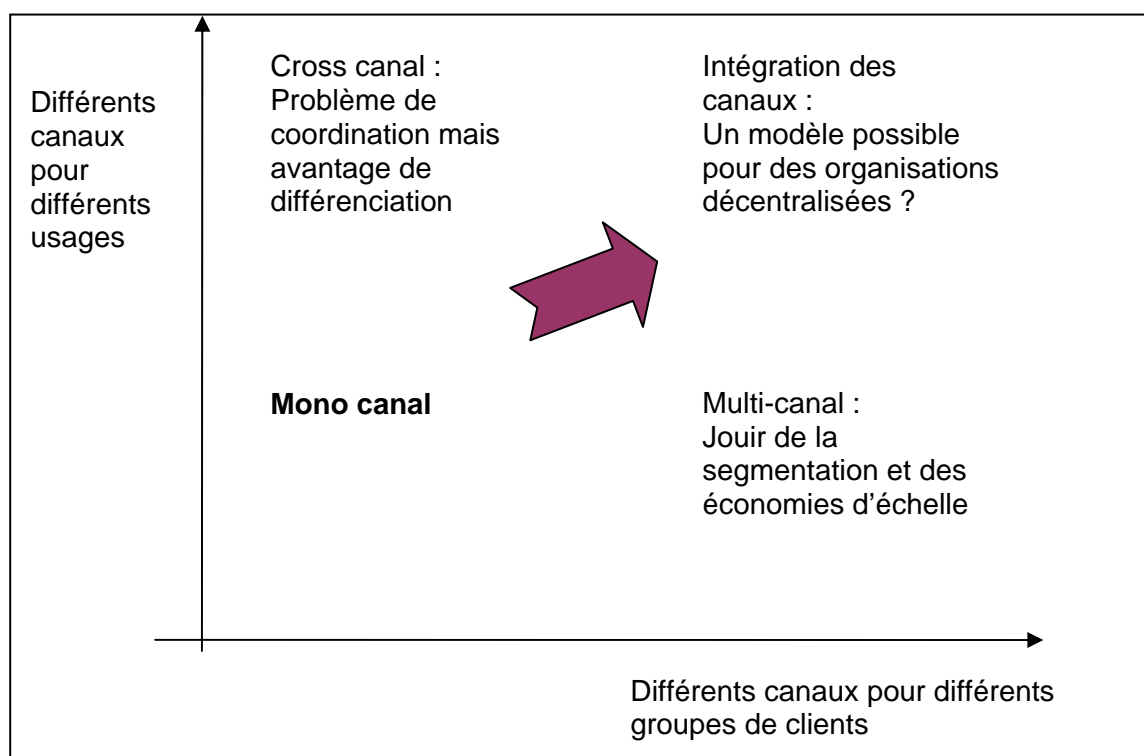 Différents
canaux
pour
différents
usages
Cross canal :
Problème de
coordination mais
avantage de
différenciation
Intégration des
canaux :
Un modèle possible
pour des organisations
décentralisées ?
Mono canal
Multi-canal :
Jouir de la
segmentation et des
économies d'échelle
Différents canaux pour différents
groupes de clients